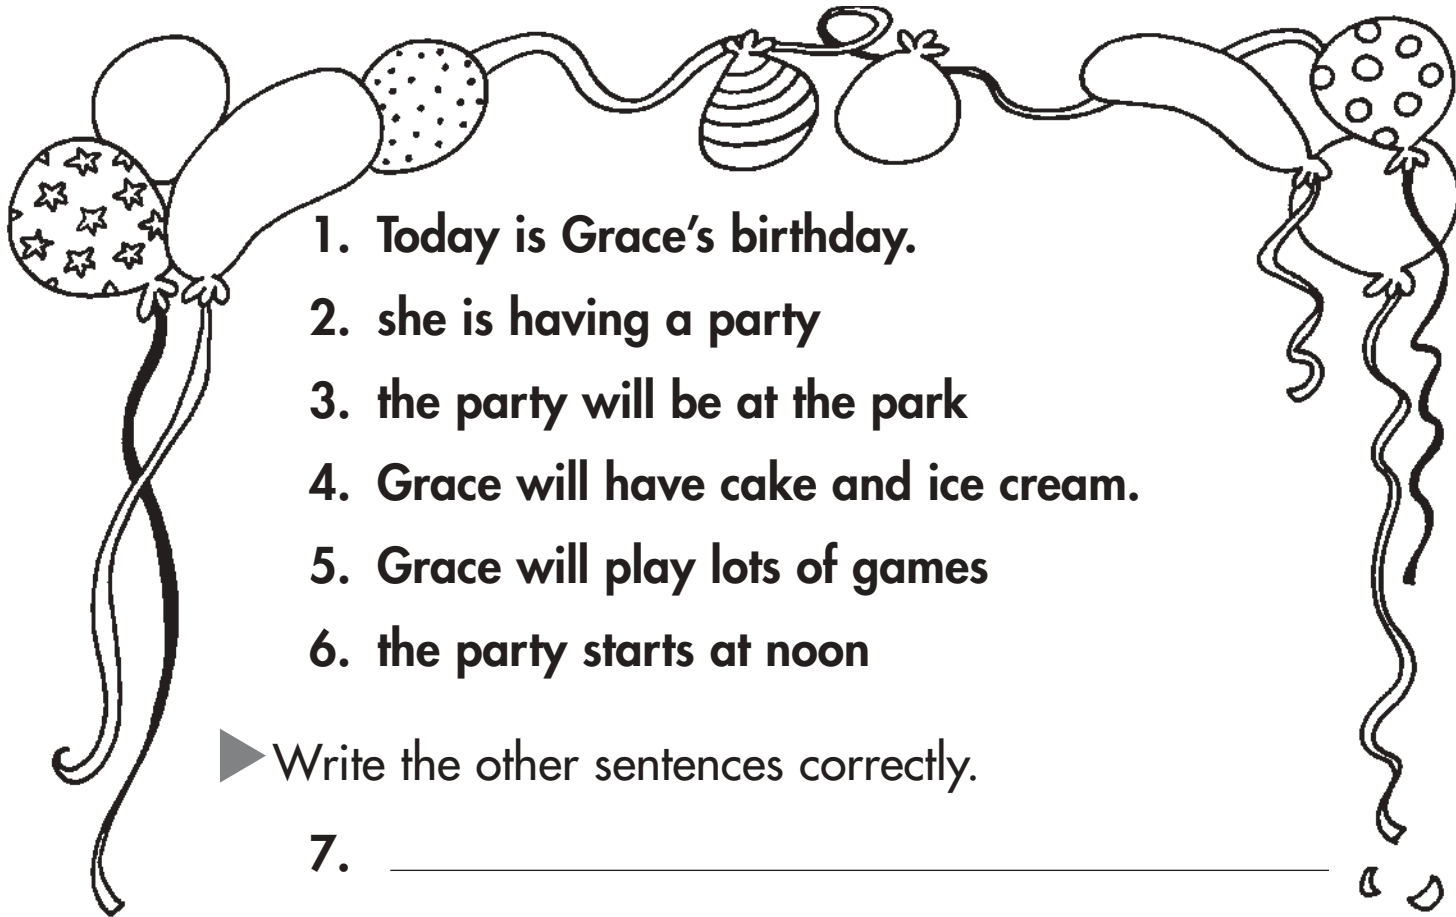 1. Today is Grace’s birthday.
2. she is having a party
3. the party will be at the park
4. Grace will have cake and ice cream.
5. Grace will play lots of games
6. the party starts at noon
Write the other sentences correctly.
7.